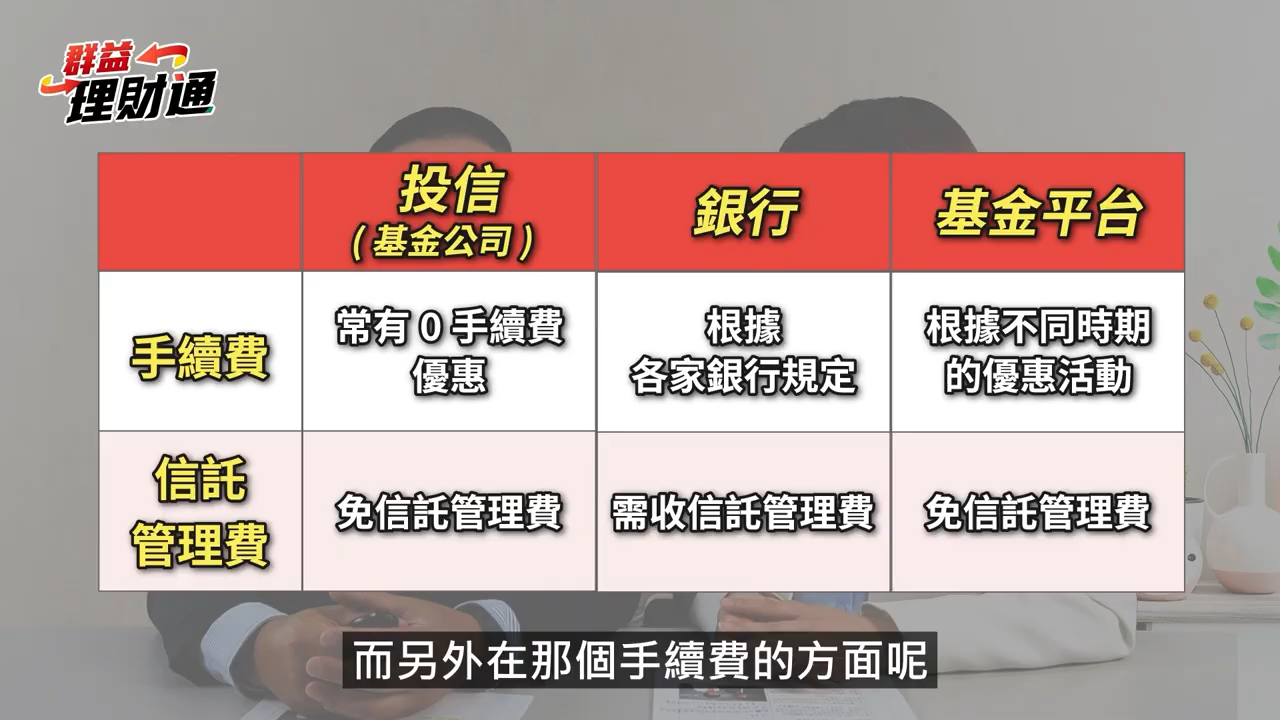 群益
理財通
投信
(基金公司)
銀行
基金平台
手續費
常有0手續費
優惠
根據
各家銀行規定
根據不同時期
的優惠活動
信託
管理費
免信託管理費
需收信託管理費
免信託管理費
而另外在那個手續費的方面呢